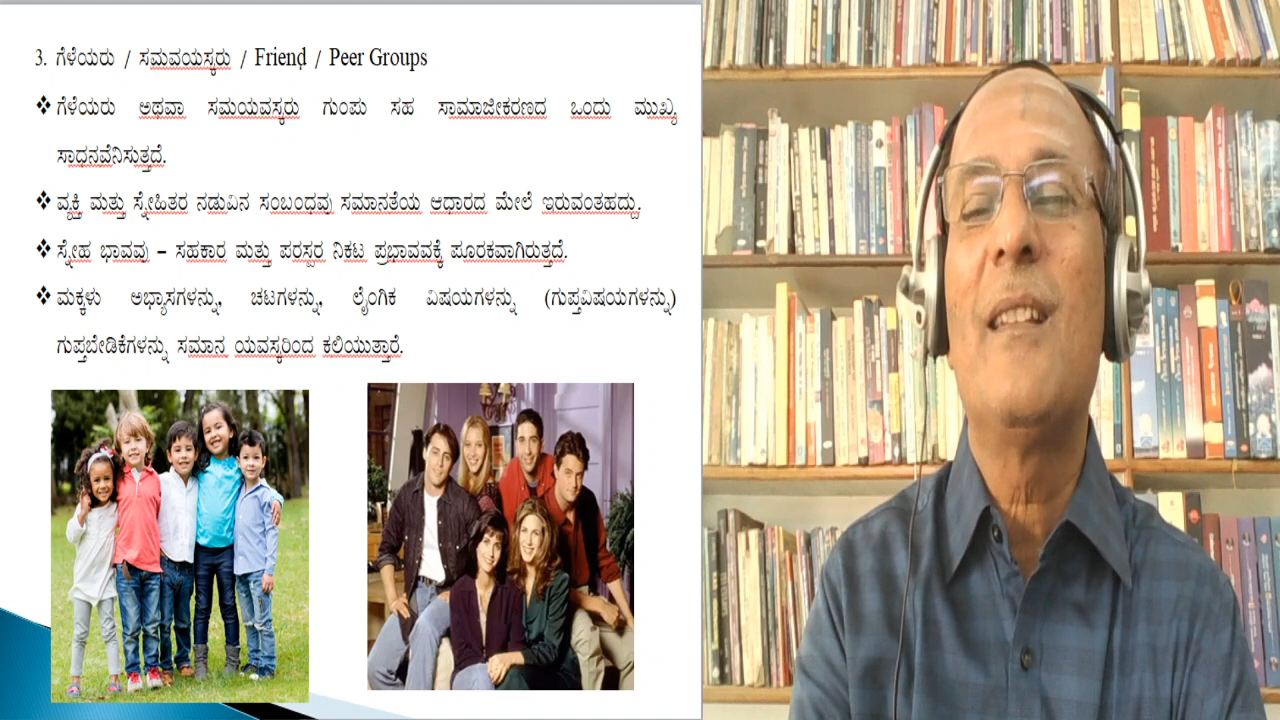 3. ಗೆಳೆಯರು / ಸಮವಯಸ್ಕರು / Friend / Peer Groups
❖ ಗೆಳೆಯರು ಅಥವಾ ಸಮಯವಸ್ಕರು ಗುಂಪು ಸಹ ಸಾಮಾಜೀಕರಣದ ಒಂದು ಮುಖ್ಯ
ಸಾಧನವೆನಿಸುತ್ತದೆ.
❖ ವ್ಯಕ್ತಿ ಮತ್ತು ಸ್ನೇಹಿತರ ನಡುವಿನ ಸಂಬಂಧವು ಸಮಾನತೆಯ ಆಧಾರದ ಮೇಲೆ ಇರುವಂತಹದ್ದು.
❖ ಸ್ನೇಹ ಭಾವವು – ಸಹಕಾರ ಮತ್ತು ಪರಸ್ಪರ ನಿಕಟ ಪ್ರಭಾವವಕ್ಕೆ ಪೂರಕವಾಗಿರುತ್ತದೆ.
❖ ಮಕ್ಕಳು ಅಭ್ಯಾಸಗಳನ್ನು, ಚಟಗಳನ್ನು, ಲೈಂಗಿಕ ವಿಷಯಗಳನ್ನು (ಗುಪ್ತವಿಷಯಗಳನ್ನು)
ಗುಪ್ತಬೇಡಿಕೆಗಳನ್ನು ಸಮಾನ ಯವಸ್ಕರಿಂದ ಕಲಿಯುತ್ತಾರೆ.